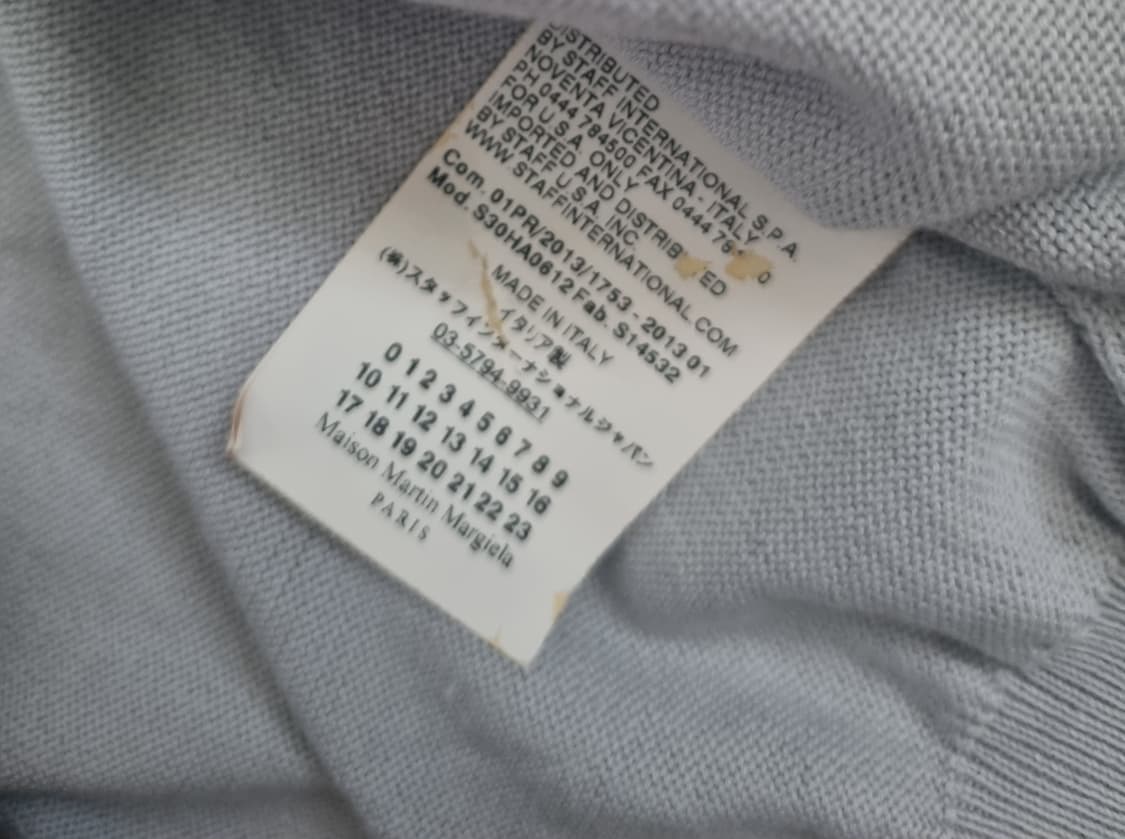 DISTRIBUTED
BY STAFF INTERNATIONAL S.P.A.
NOVENTA VICENTINA - ITALY
PH 0444 784500 FAX 0444
FOR U.S.A. ONLY
IMPORTED AND DISTRIB ED
BY STAFF U.S.A. INC
WWW.STAFFINTERNATIONAL.COM
Com. 01PR/2013/1753 - 2013 01
Mod. S30HA0612 Fab. S14532
MADE IN ITALY
イタリア製
(株)スタッフインターナショナルジャパン
03-5794-9931
0 1 2 3 4 5 6 7 8 9
10 11 12 13 14 15 16
17 18 19 20 21 22 23
Maison Martin Margiela
PARIS